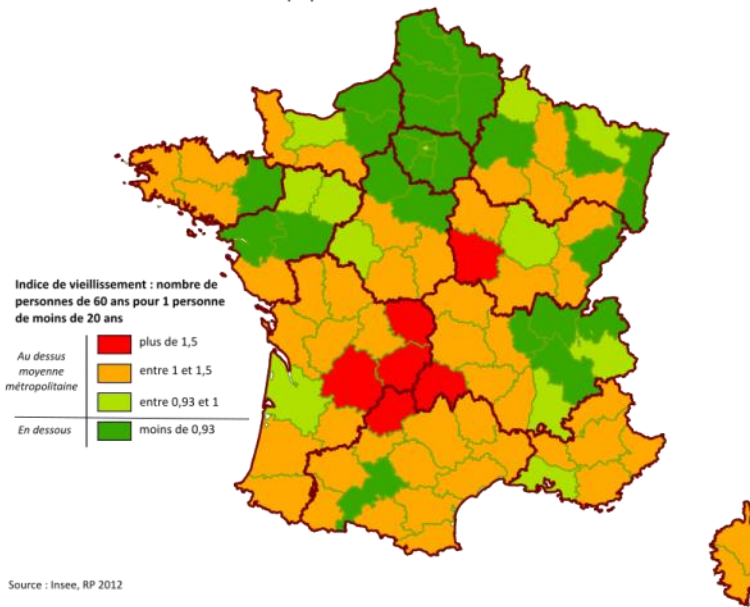 Indice de vieillissement : nombre de
personnes de 60 ans pour 1 personne
de moins de 20 ans
Au dessus
moyenne
métropolitaine
plus de 1,5
entre 1 et 1,5
entre 0,93 et 1
En dessous
moins de 0,93
Source : Insee, RP 2012